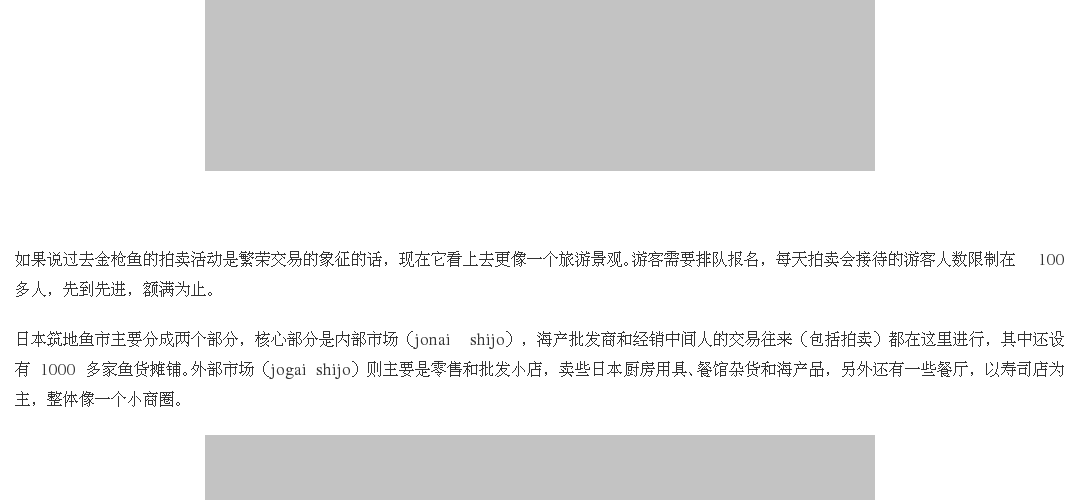 如果说过去金枪鱼的拍卖活动是繁荣交易的象征的话，现在它看上去更像一个旅游景观。游客需要排队报名，每天拍卖会接待的游客人数限制在 100
多人，先到先进，额满为止。
日本筑地鱼市主要分成两个部分，核心部分是内部市场（jonai shijo），海产批发商和经销中间人的交易往来（包括拍卖）都在这里进行，其中还设
有 1000 多家鱼货摊铺。外部市场（jogai shijo）则主要是零售和批发小店，卖些日本厨房用具、餐馆杂货和海产品，另外还有一些餐厅，以寿司店为
主，整体像一个小商圈。